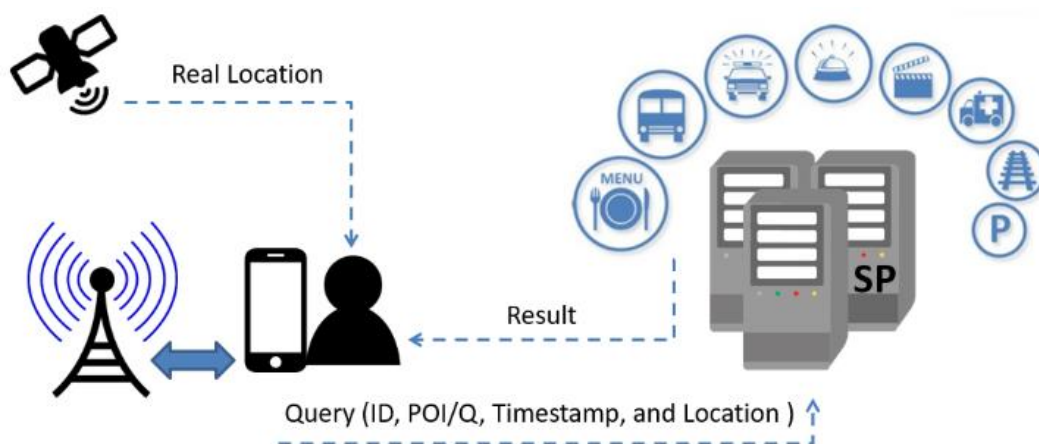 Real Location
MENU
P
SP
Result
Query (ID, POI/Q, Timestamp, and Location )